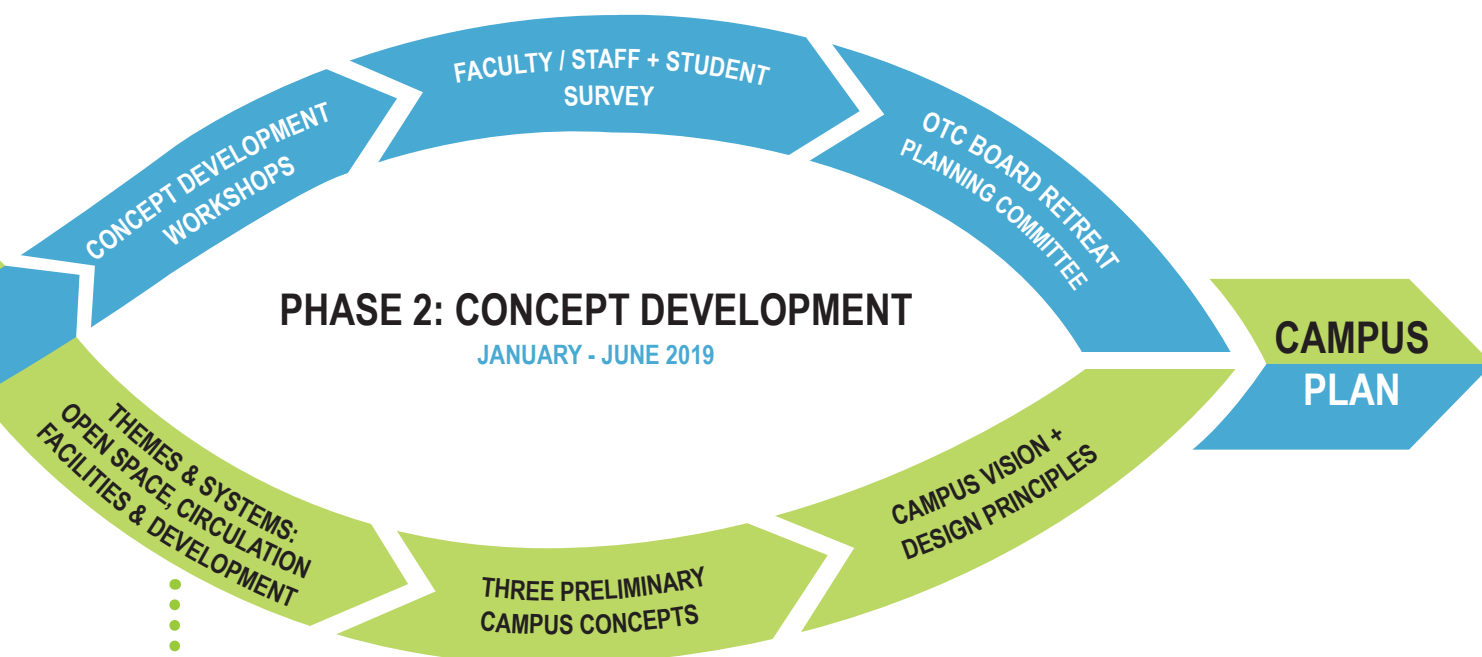 FACULTY / STAFF + STUDENT
SURVEY
CONCEPT DEVELOPMENT
WORKSHOPS
OTC BOARD RETREAT
PLANNING COMMITTEE
PHASE 2: CONCEPT DEVELOPMENT
JANUARY - JUNE 2019
CAMPUS
PLAN
THEMES & SYSTEMS:
OPEN SPACE, CIRCULATION
FACILITIES & DEVELOPMENT
THREE PRELIMINARY
CAMPUS CONCEPTS
CAMPUS VISION +
DESIGN PRINCIPLES